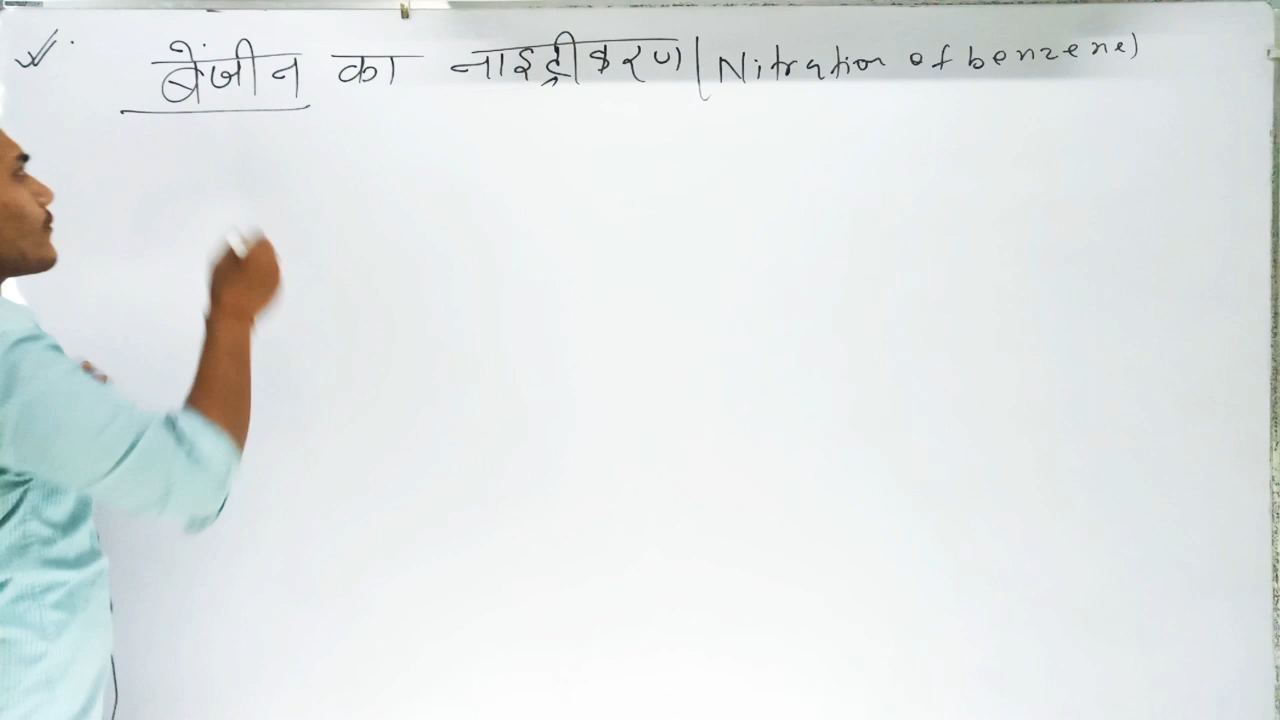 बेंजीन का नाइट्रीकरण (Nitration of benzene)